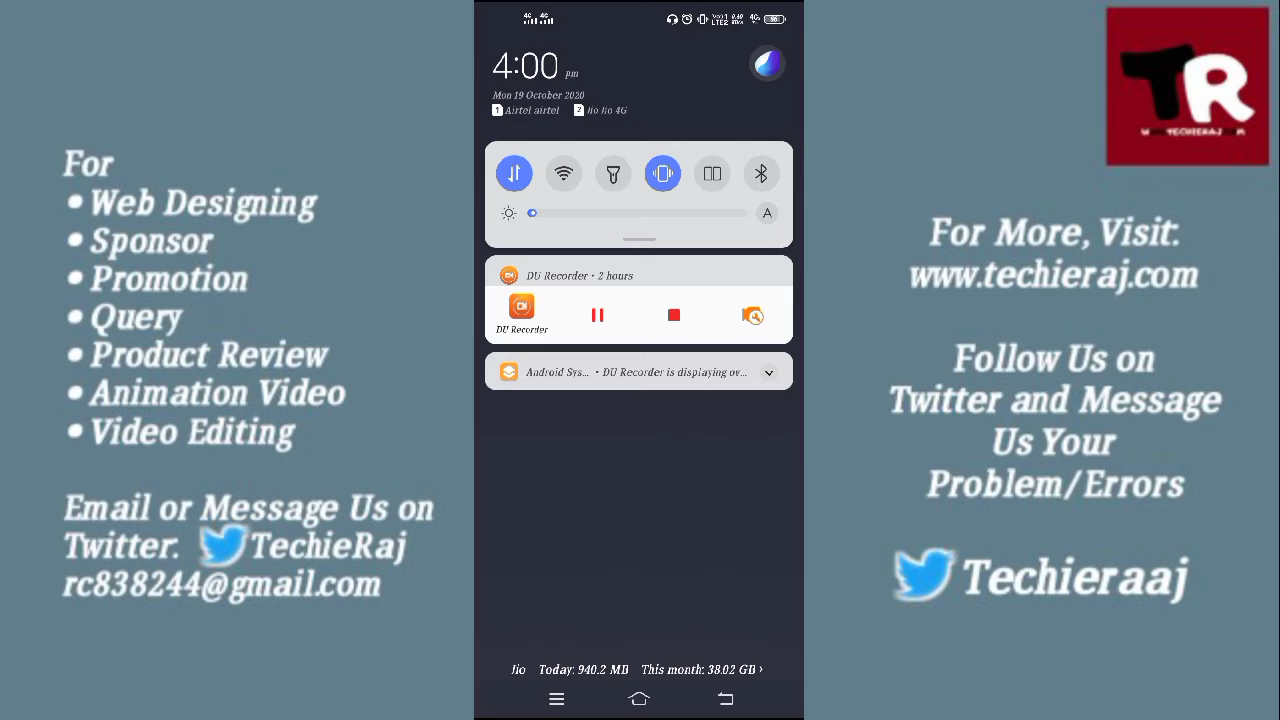 For
• Web Designing
• Sponsor
• Promotion
• Query
• Product Review
• Animation Video
• Video Editing
Email or Message Us on
Twitter. TechieRaj
rc838244@gmail.com
4G 4G
4:00 pm
Mon 19 October 2020
1 Airtel airtel 2 Jio Jio 4G
A
DU Recorder • 2 hours
DU Recorder
Android Sys... • DU Recorder is displaying ov...
Jio Today: 940.2 MB This month: 38.02 GB ›
TR
For More, Visit:
www.techieraj.com
Follow Us on
Twitter and Message
Us Your
Problem/Errors
Techieraaj